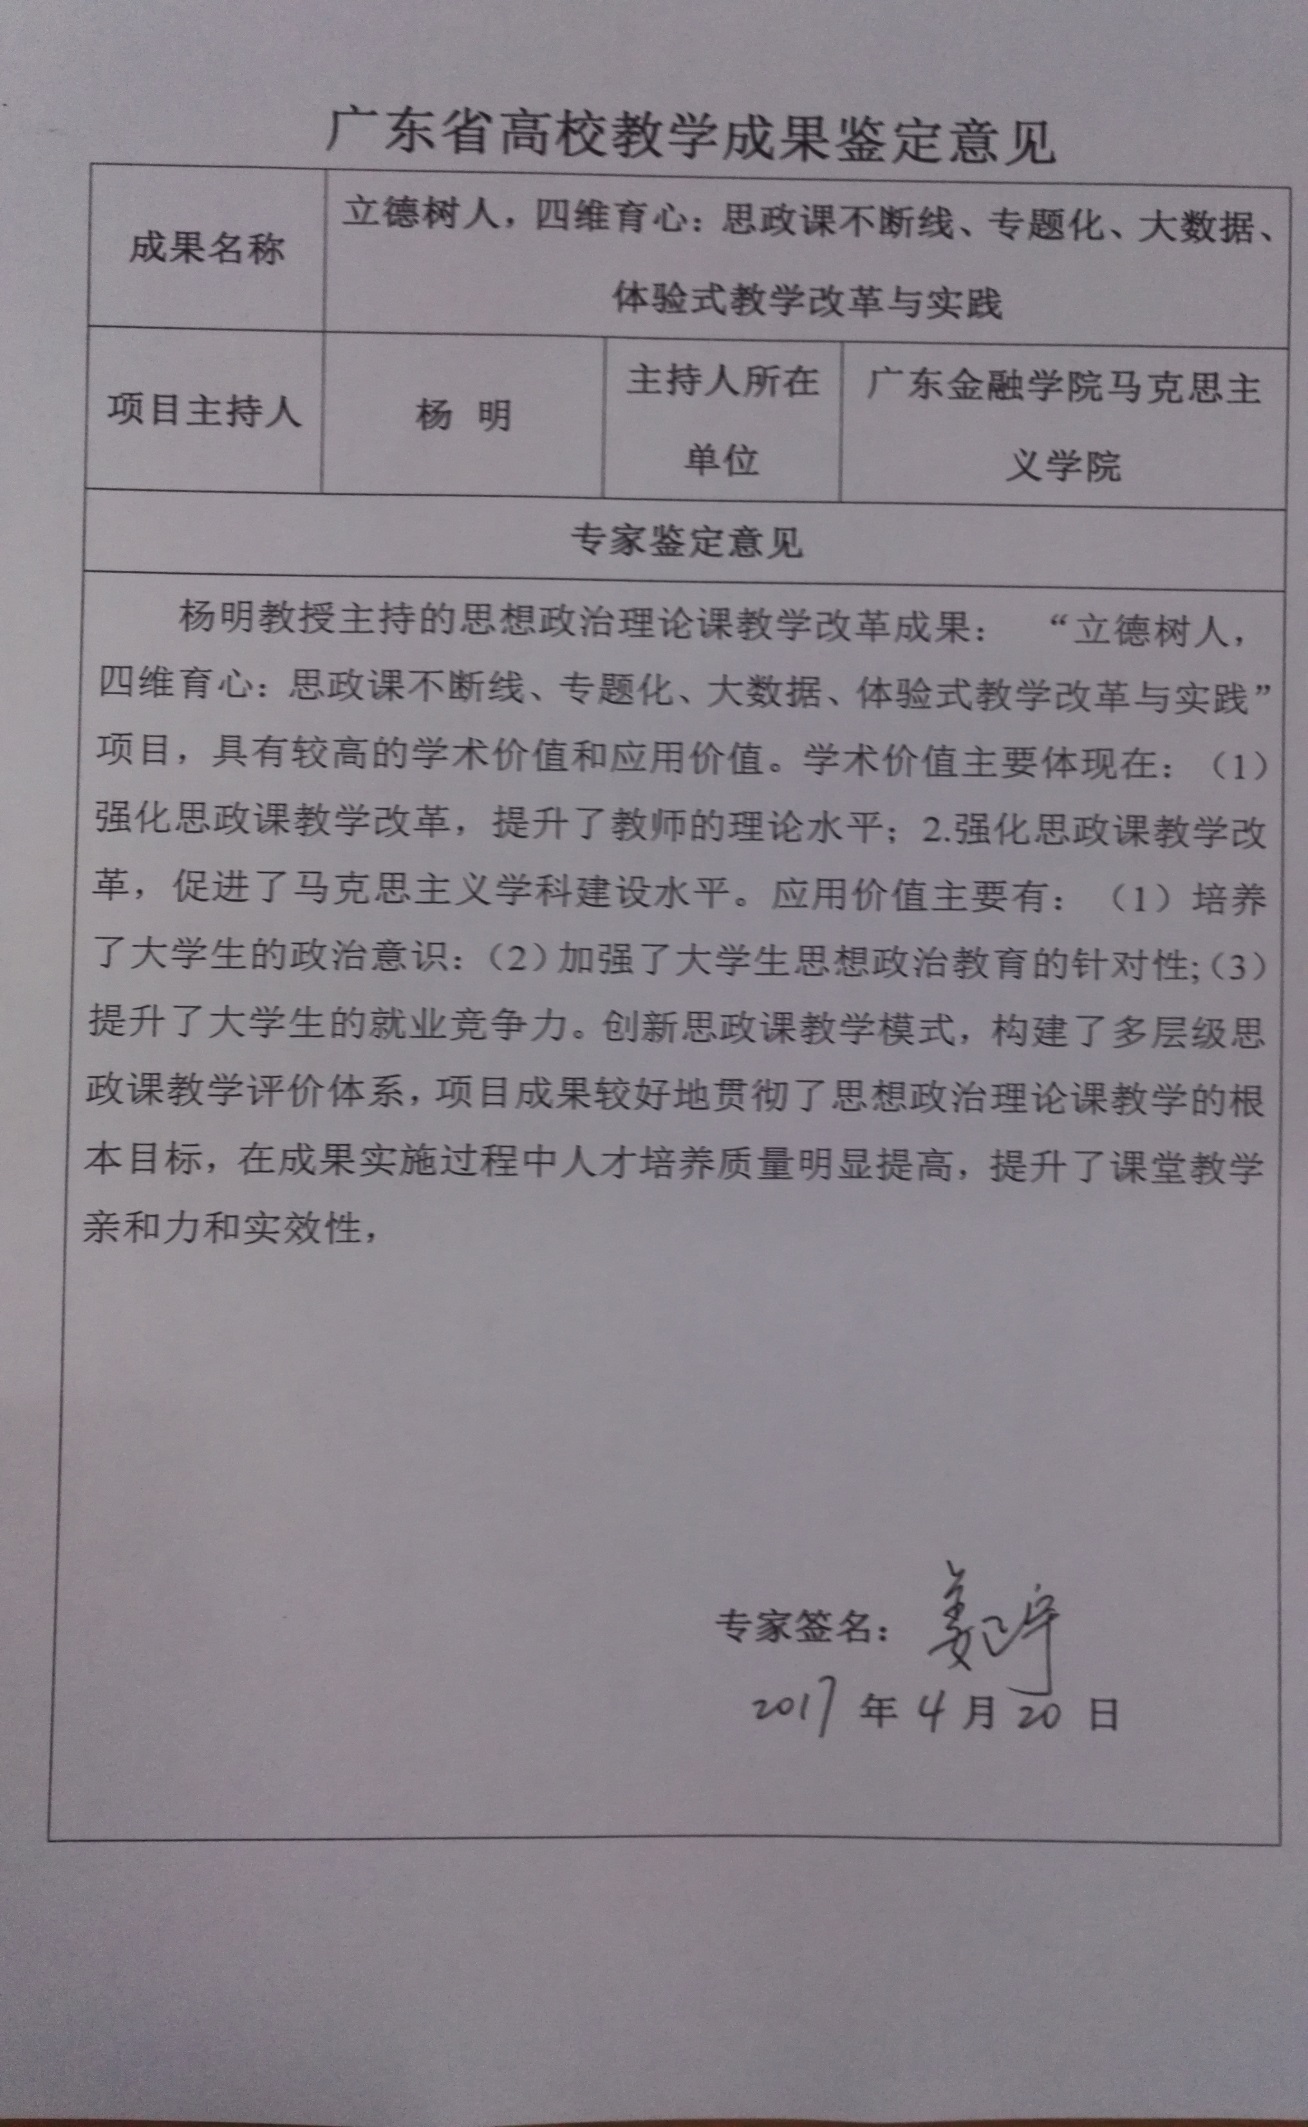 广东省高校教学成果鉴定意见
成果名称
立德树人，四维育心：思政课不断线、专题化、大数据、
体验式教学改革与实践
项目主持人
杨 明
主持人所在
单位
广东金融学院马克思主
义学院
专家鉴定意见
杨明教授主持的思想政治理论课教学改革成果： “立德树人，
四维育心：思政课不断线、专题化、大数据、体验式教学改革与实践”
项目，具有较高的学术价值和应用价值。学术价值主要体现在：（1）
强化思政课教学改革，提升了教师的理论水平；2.强化思政课教学改
革，促进了马克思主义学科建设水平。应用价值主要有：（1）培养
了大学生的政治意识：（2）加强了大学生思想政治教育的针对性；（3）
提升了大学生的就业竞争力。创新思政课教学模式，构建了多层级思
政课教学评价体系，项目成果较好地贯彻了思想政治理论课教学的根
本目标，在成果实施过程中人才培养质量明显提高，提升了课堂教学
亲和力和实效性，
专家签名：
2017 年 4 月 20 日